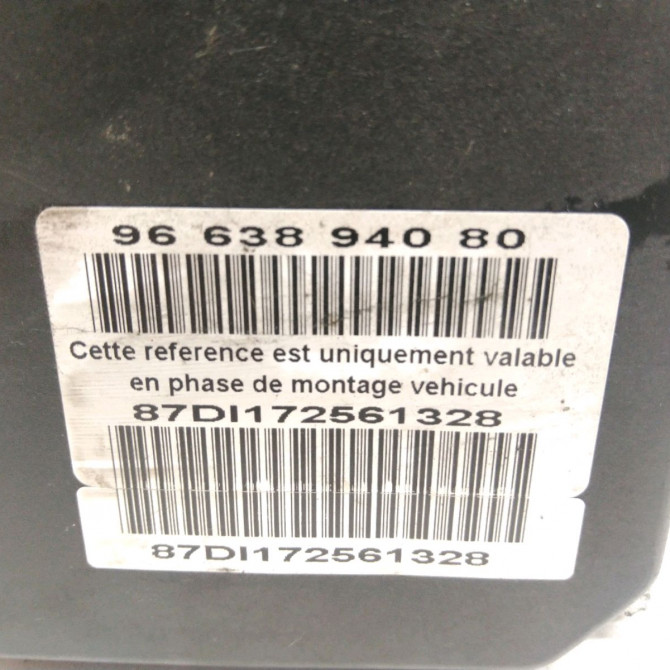 96 638 940 80
Cette reference est uniquement valable
en phase de montage vehicule
87DI172561328
87DI172561328